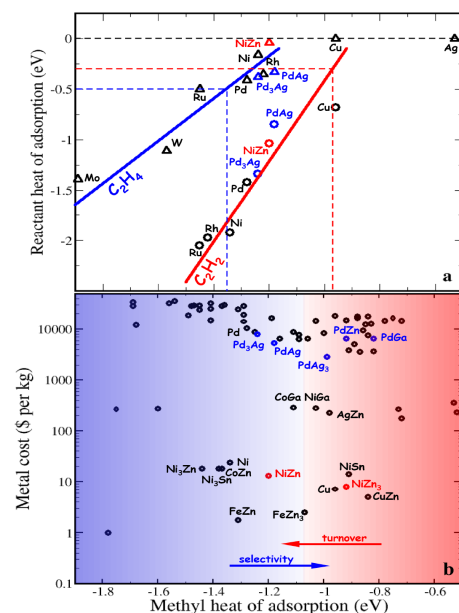 0
-0.5
-1
-1.5
-2
Reactant heat of adsorption (eV)
NiZn
Cu
Ag
Ni
Rh
PdAg
Pd
Pd3Ag
Ru
PdAg
Cu
W
NiZn
Mo
C2H4
Pd3Ag
Pd
Rh
Ni
Ru
C2H2
a
10000
1000
100
10
1
0.1
Metal cost ($ per kg)
Pd
PdZn
PdGa
Pd3Ag
PdAg
PdAg3
CoGa
NiGa
AgZn
Ni
Ni3Zn
CoZn
Ni3Sn
NiZn
NiSn
NiZn3
Cu
CuZn
FeZn
FeZn3
turnover
selectivity
b
-1.8
-1.6
-1.4
-1.2
-1
-0.8
-0.6
-0.5
Methyl heat of adsorption (eV)